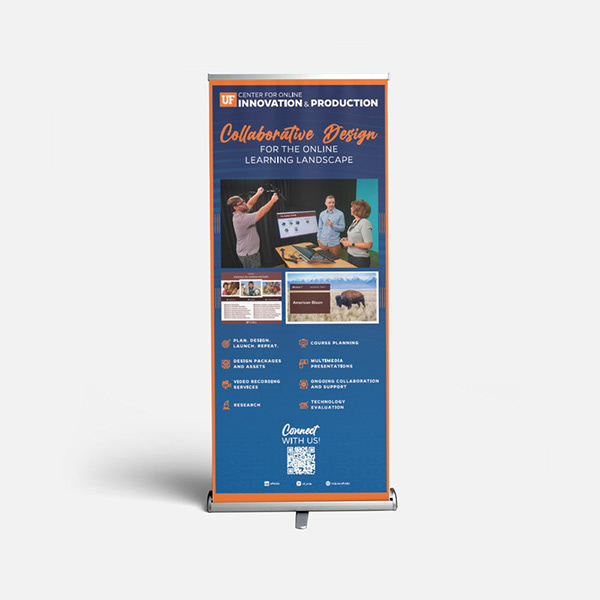 UF CENTER FOR ONLINE
INNOVATION & PRODUCTION
Collaborative Design
FOR THE ONLINE
LEARNING LANDSCAPE
American Bison
PLAN. DESIGN.
LAUNCH. REPEAT.
COURSE PLANNING
DESIGN PACKAGES
AND ASSETS
MULTIMEDIA
PRESENTATIONS
VIDEO RECORDING
SERVICES
ONGOING COLLABORATION
AND SUPPORT
RESEARCH
TECHNOLOGY
EVALUATION
Connect
WITH US!